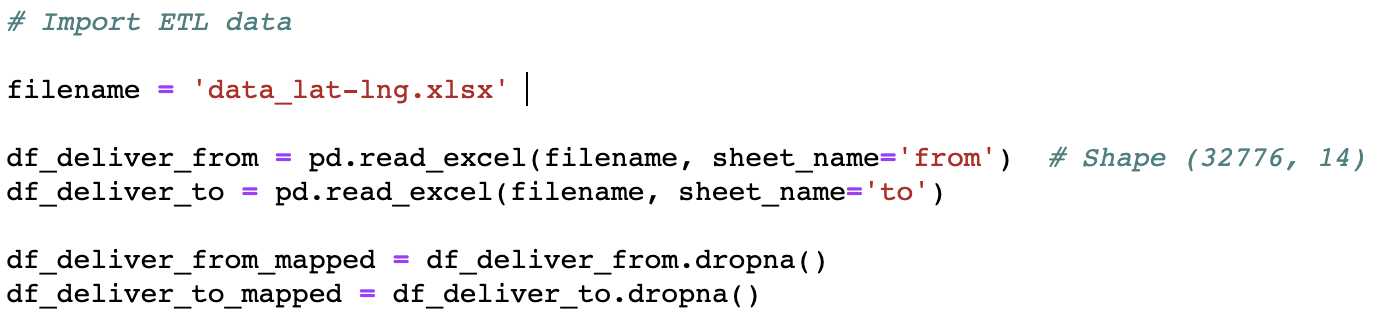 # Import ETL data
filename = 'data_lat-lng.xlsx'
df_deliver_from = pd.read_excel(filename, sheet_name='from')  # Shape (32776, 14)
df_deliver_to = pd.read_excel(filename, sheet_name='to')
df_deliver_from_mapped = df_deliver_from.dropna()
df_deliver_to_mapped = df_deliver_to.dropna()